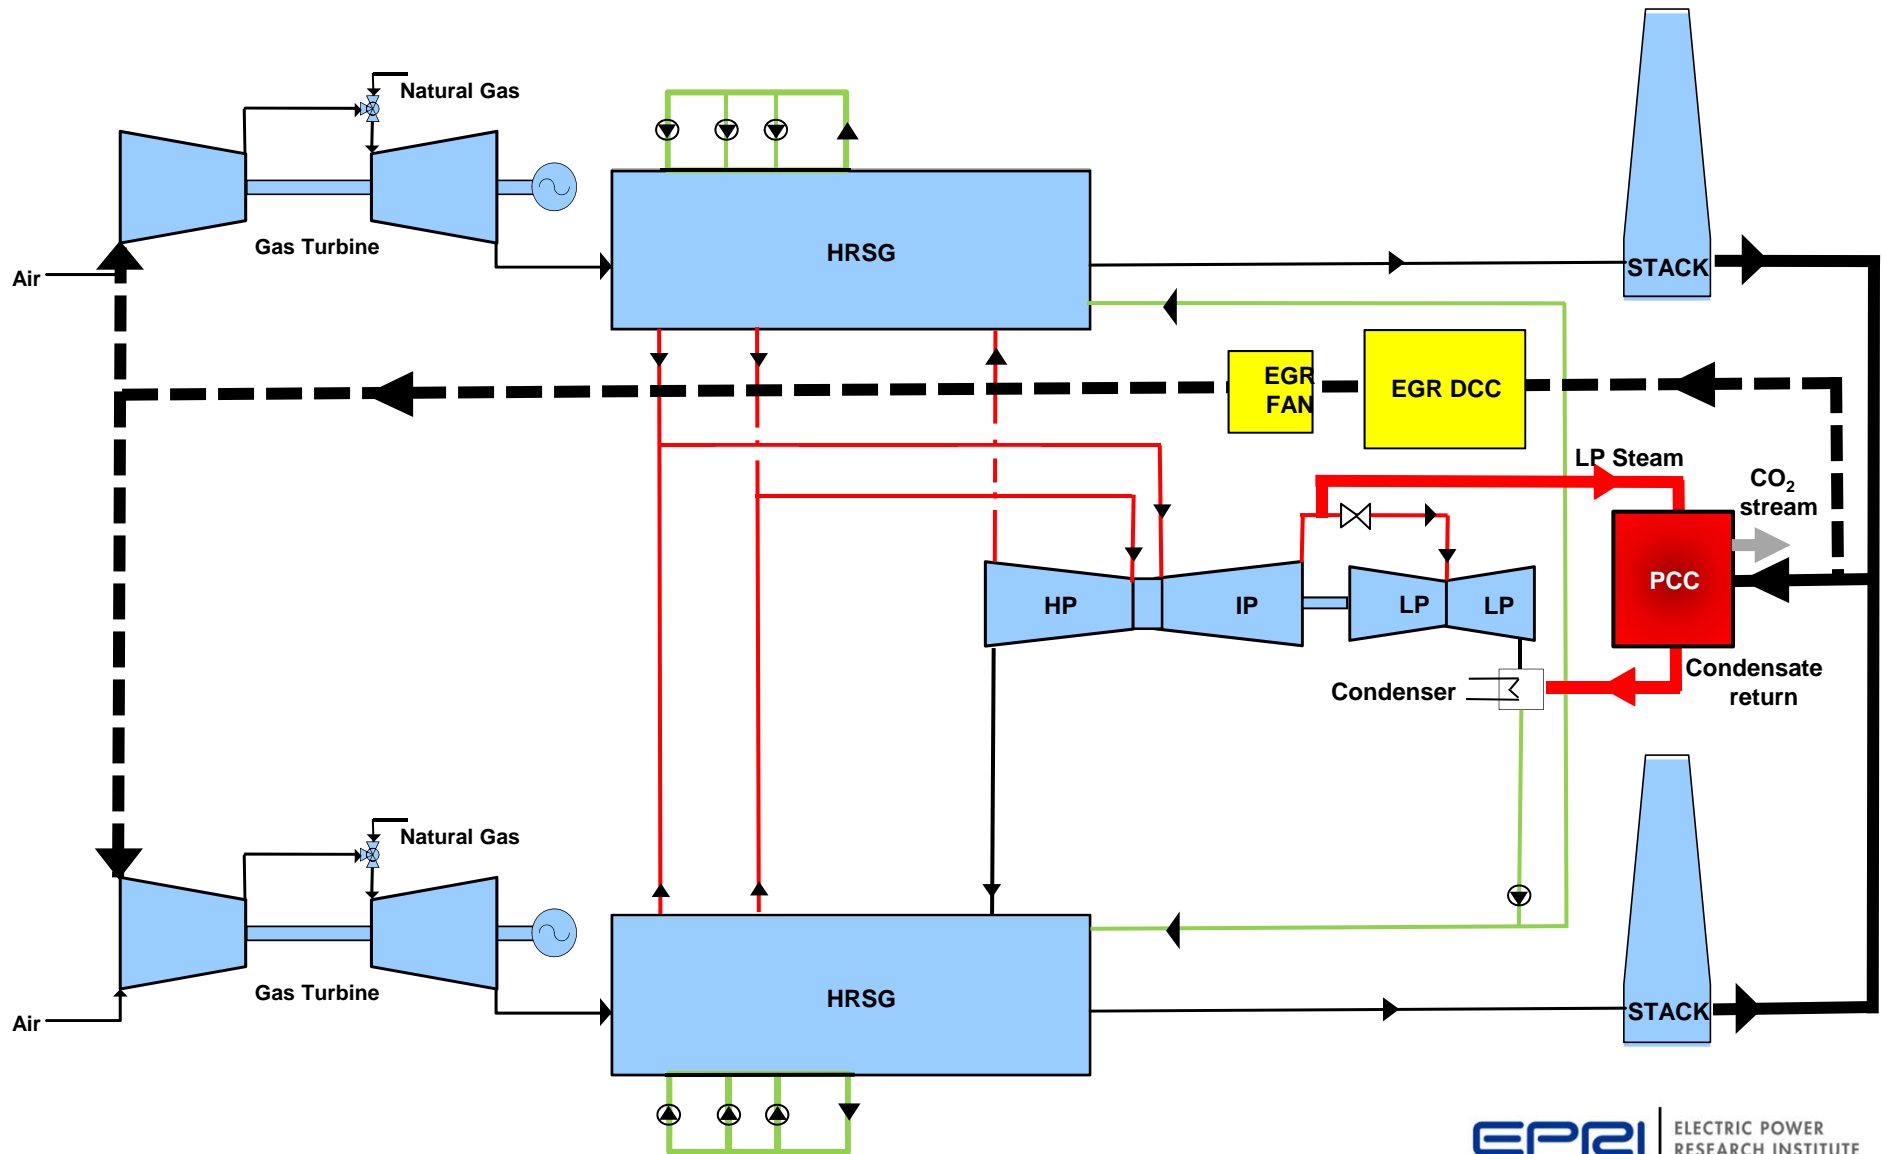 Natural Gas
Gas Turbine
Air
HRSG
STACK
EGR
FAN
EGR DCC
LP Steam
CO₂
stream
HP
IP
LP
LP
PCC
Condenser
Condensate
return
Natural Gas
Gas Turbine
Air
HRSG
STACK
EPRI
ELECTRIC POWER
RESEARCH INSTITUTE